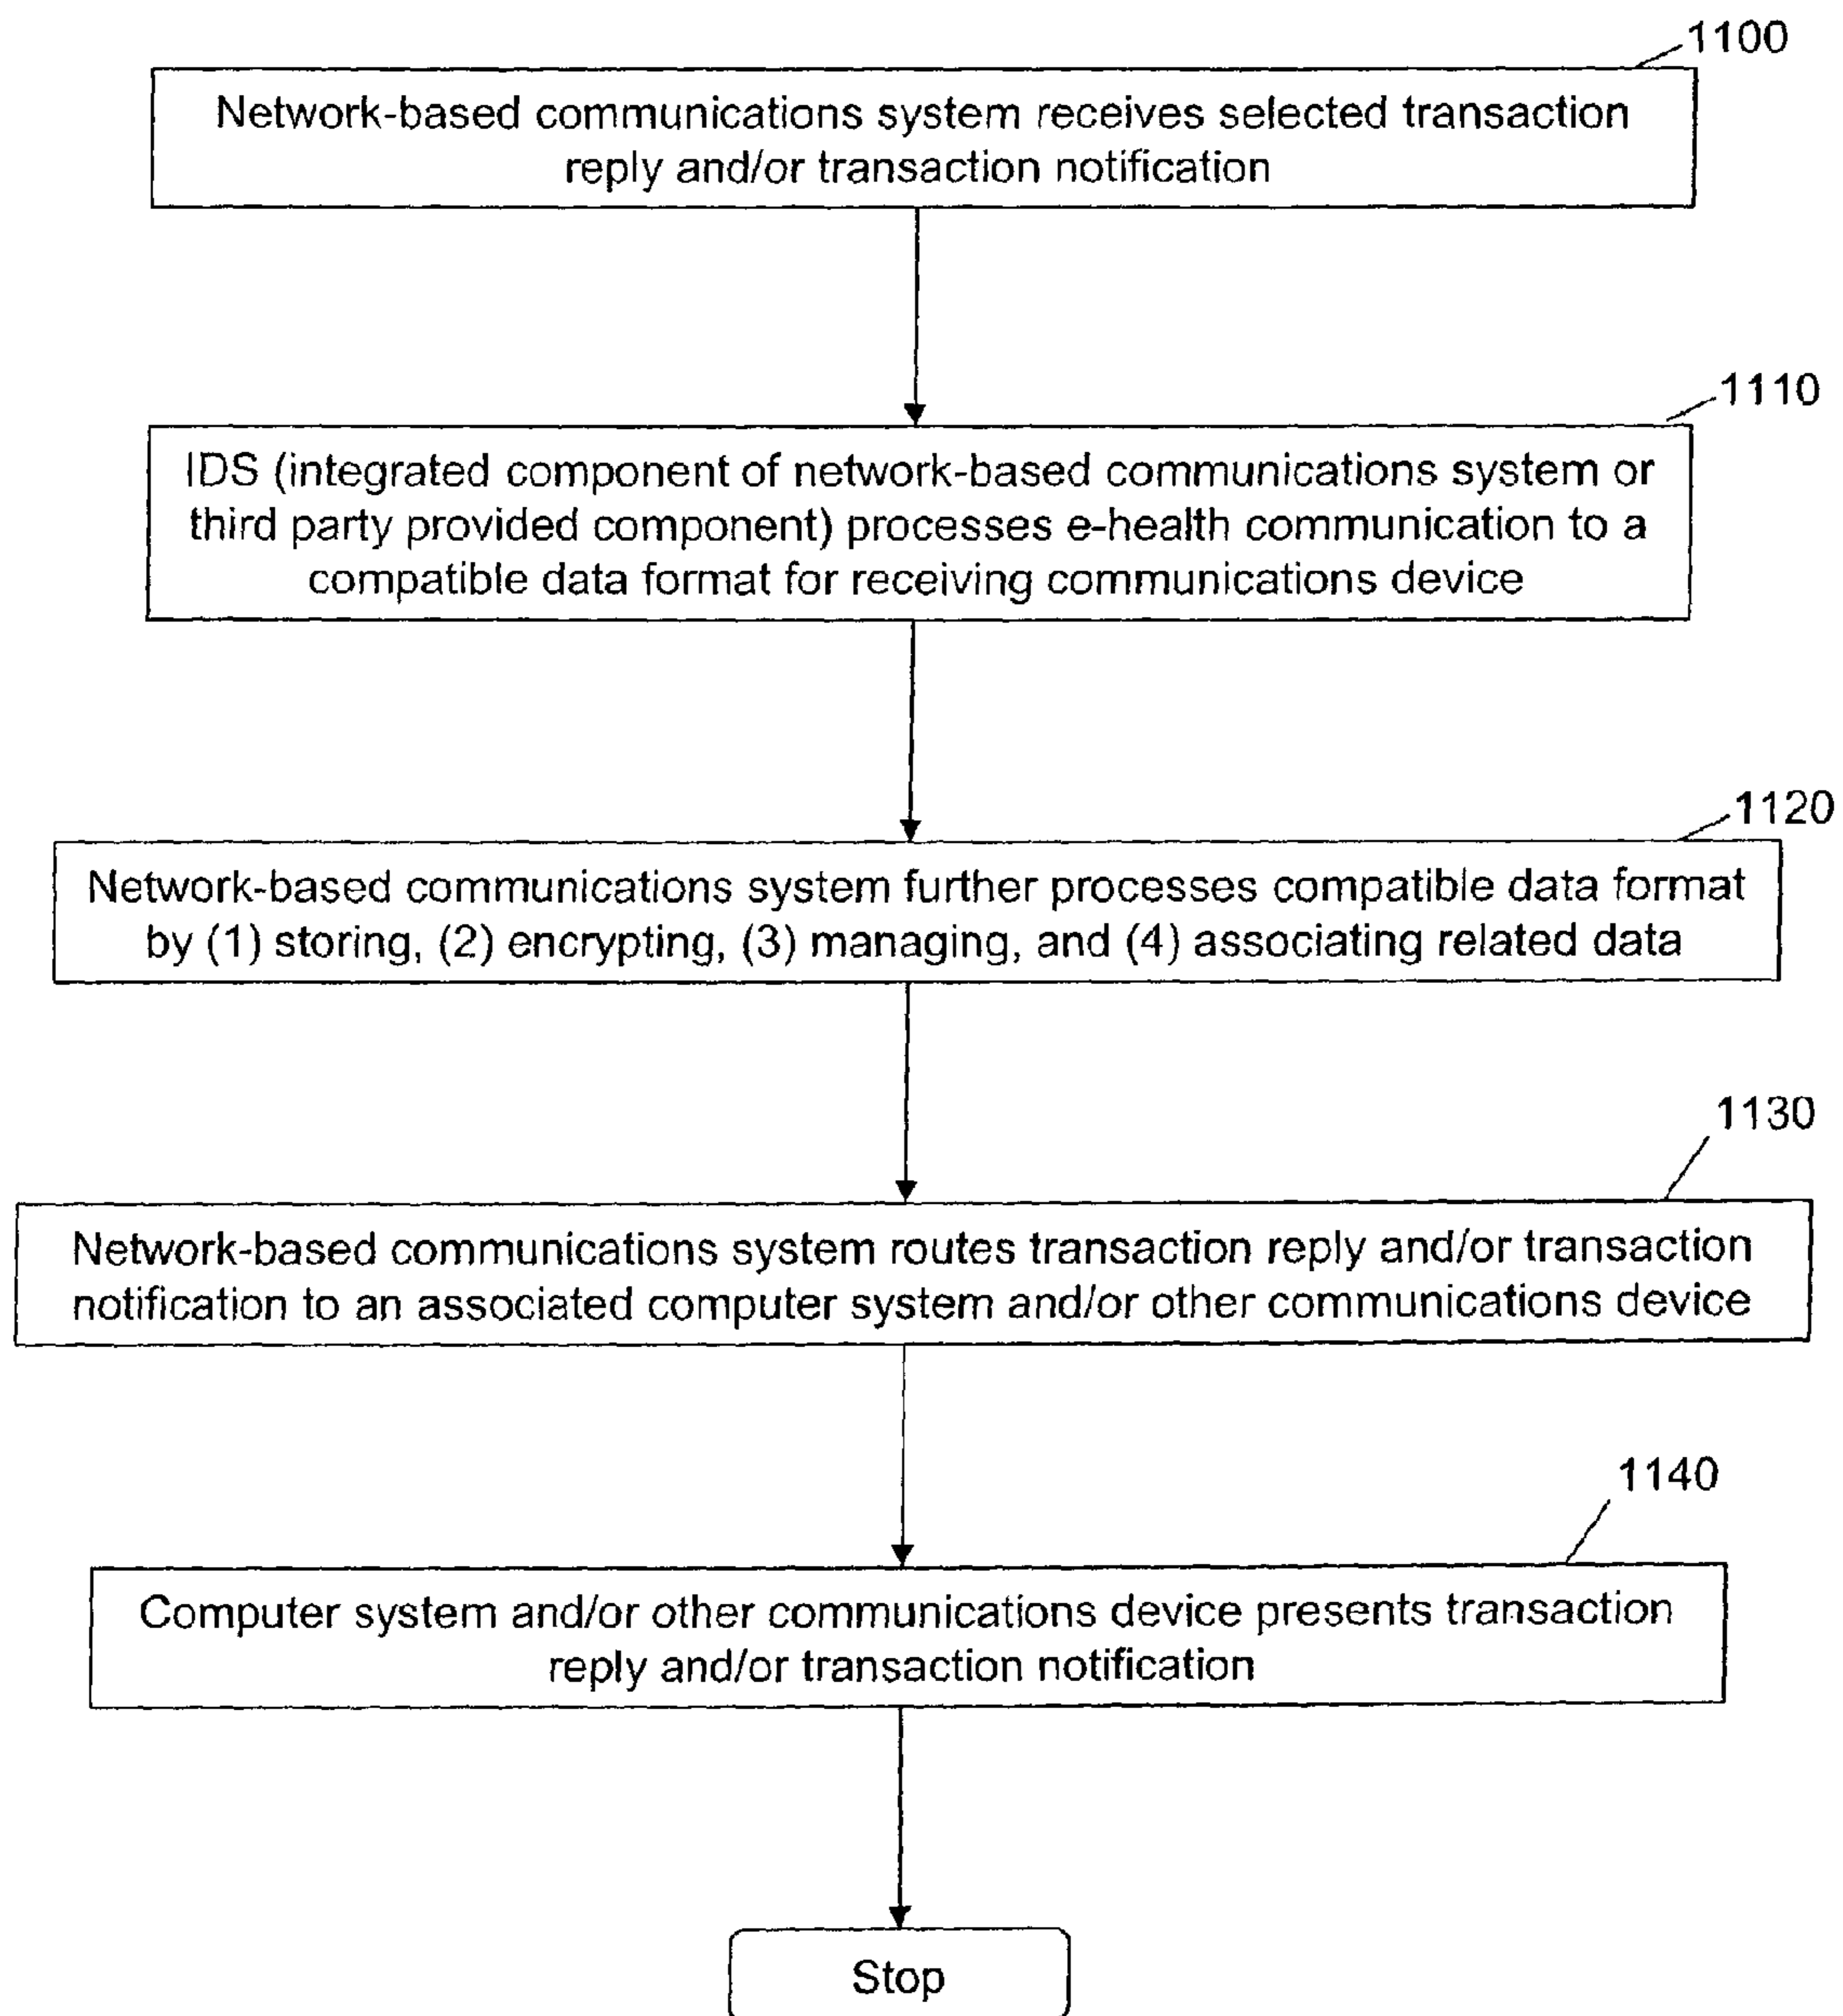 1100
Network-based communications system receives selected transaction
reply and/or transaction notification
1110
IDS (integrated component of network-based communications system or
third party provided component) processes e-health communication to a
compatible data format for receiving communications device
1120
Network-based communications system further processes compatible data format
by (1) storing, (2) encrypting, (3) managing, and (4) associating related data
1130
Network-based communications system routes transaction reply and/or transaction
notification to an associated computer system and/or other communications device
1140
Computer system and/or other communications device presents transaction
reply and/or transaction notification
Stop